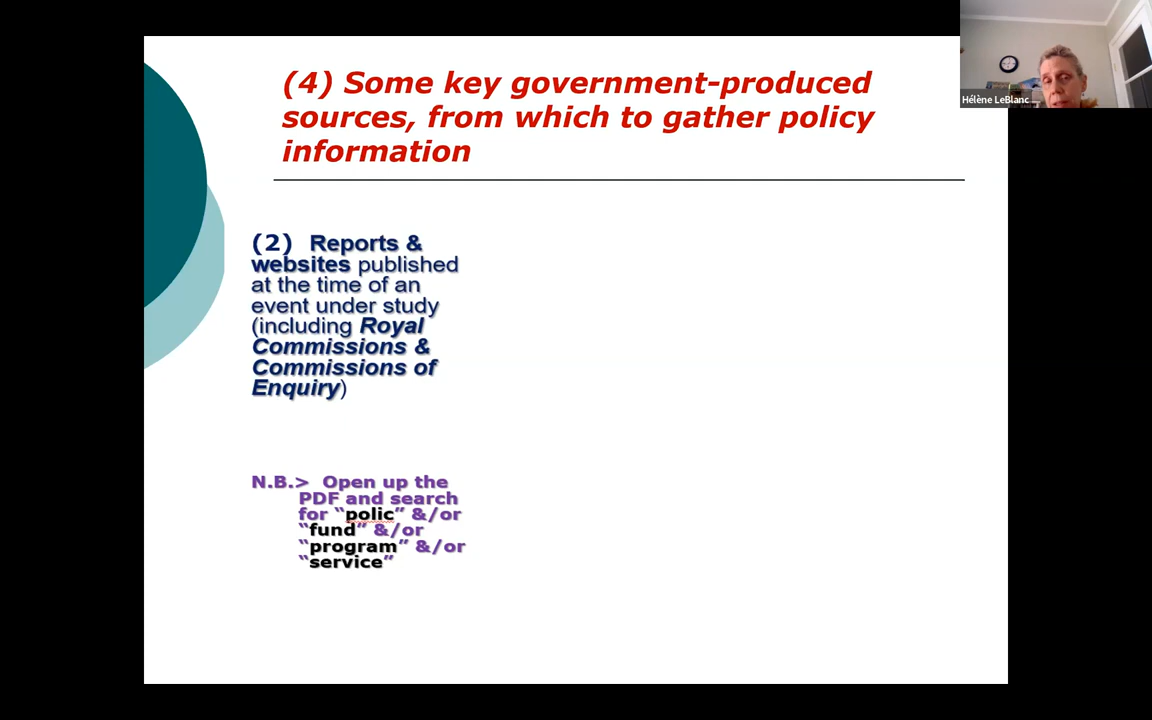 (4) Some key government-produced
sources, from which to gather policy
information
Hélène LeBlanc
(2) Reports &
websites published
at the time of an
event under study
(including Royal
Commissions &
Commissions of
Enquiry)
N.B.> Open up the
PDF and search
for “polic” &/or
“fund” &/or
“program” &/or
“service”